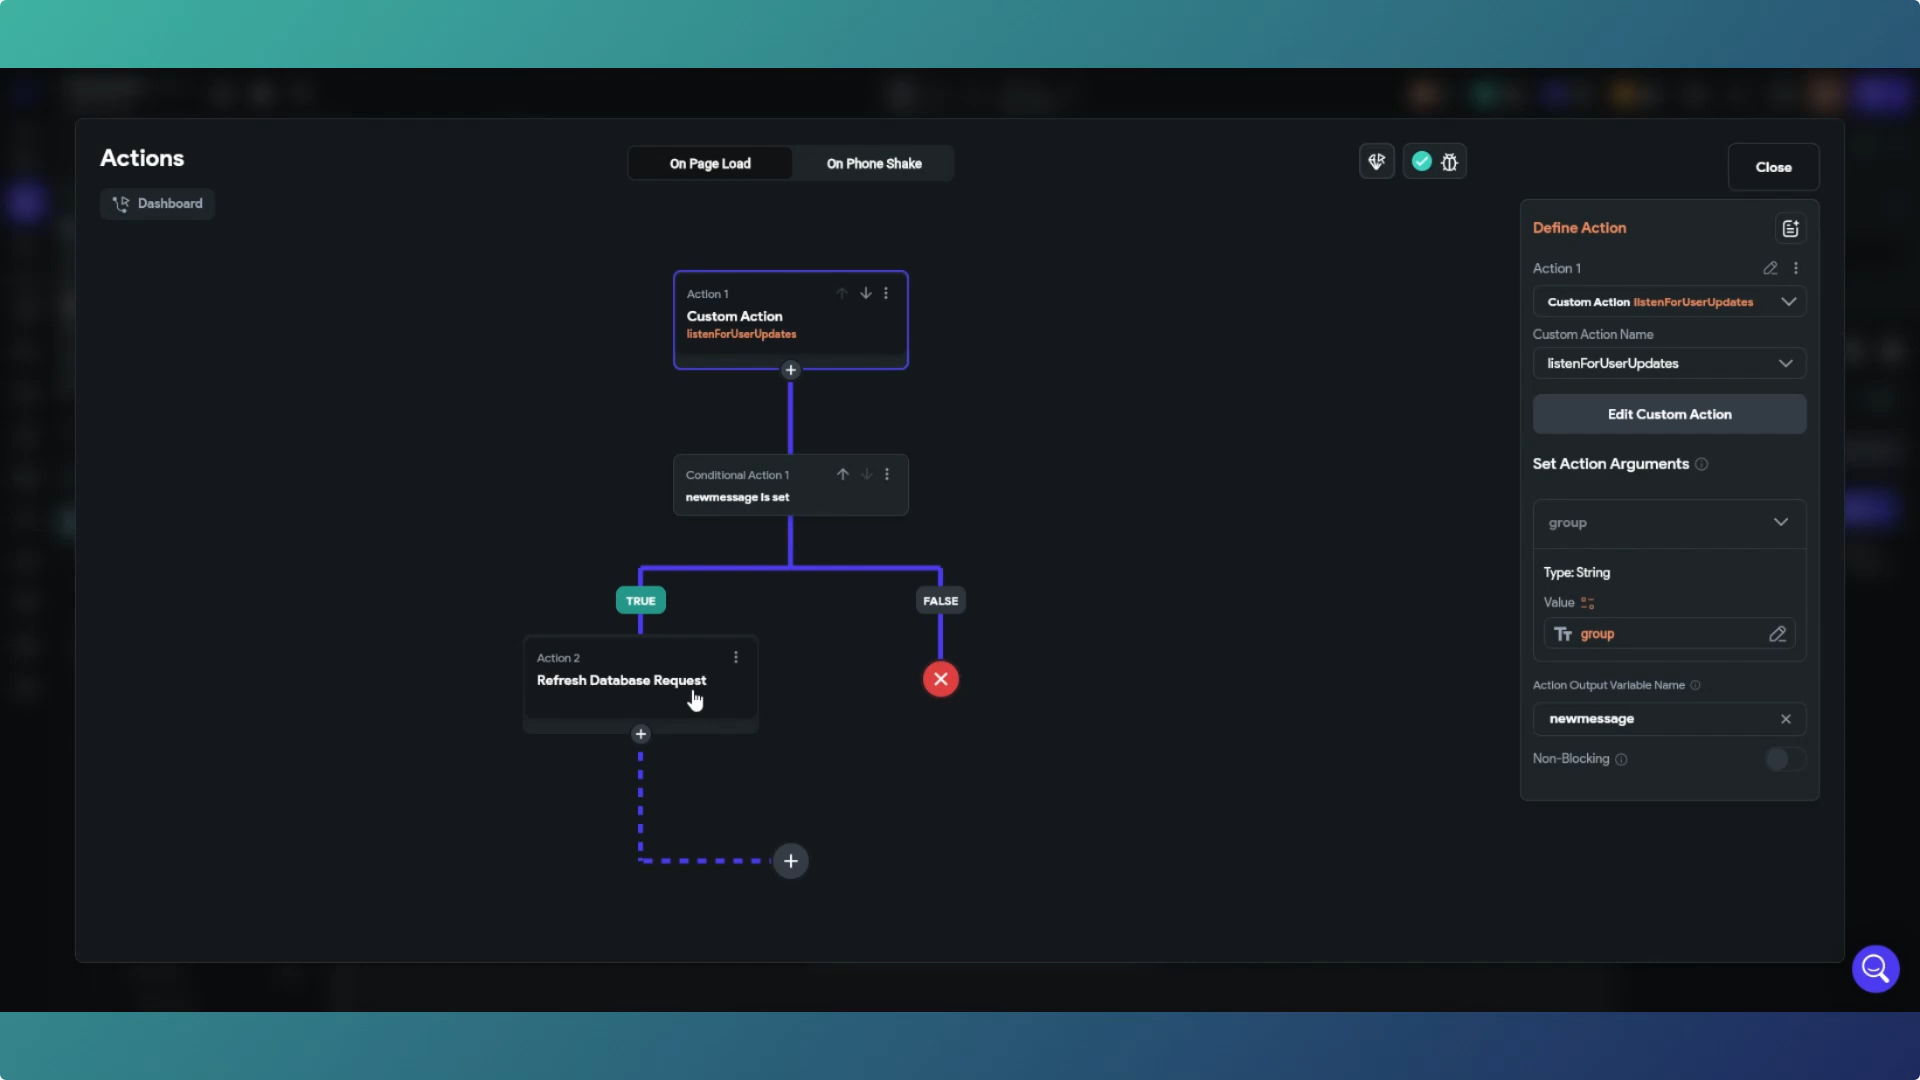 Actions
On Page Load
On Phone Shake
Close
Dashboard
Define Action
Action 1
Custom Action listenForUserUpdates
Custom Action Name
listenForUserUpdates
Edit Custom Action
Set Action Arguments
group
Type: String
Value
group
Action Output Variable Name
newmessage
Non-Blocking
Action 1
Custom Action
listenForUserUpdates
Conditional Action 1
newmessage Is set
TRUE
FALSE
Action 2
Refresh Database Request